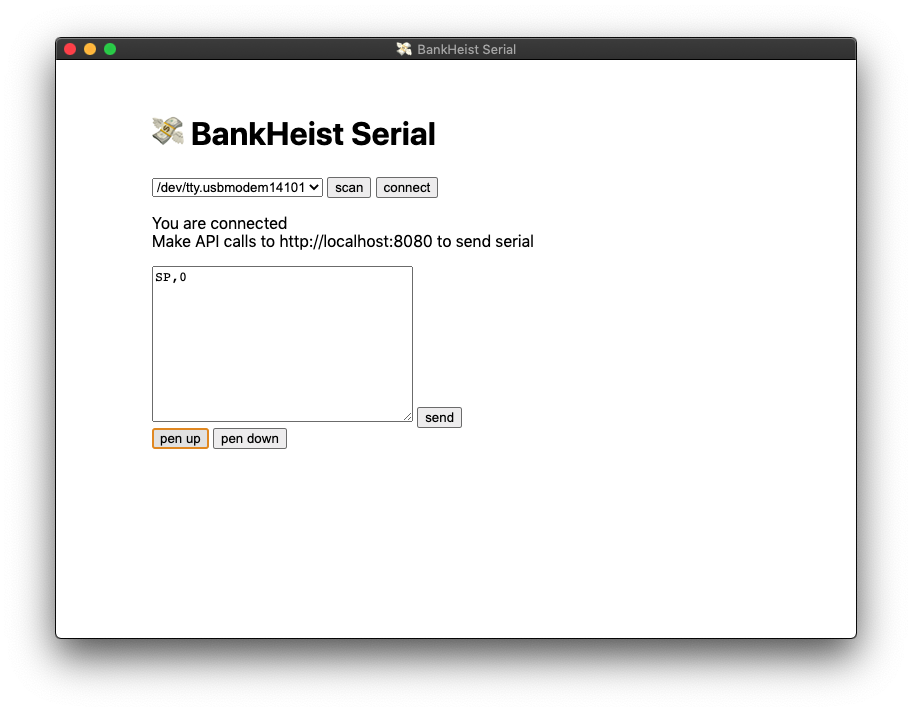 💸 BankHeist Serial
💸 BankHeist Serial
/dev/tty.usbmodem14101 scan connect
You are connected
Make API calls to http://localhost:8080 to send serial
SP,0
send
pen up pen down